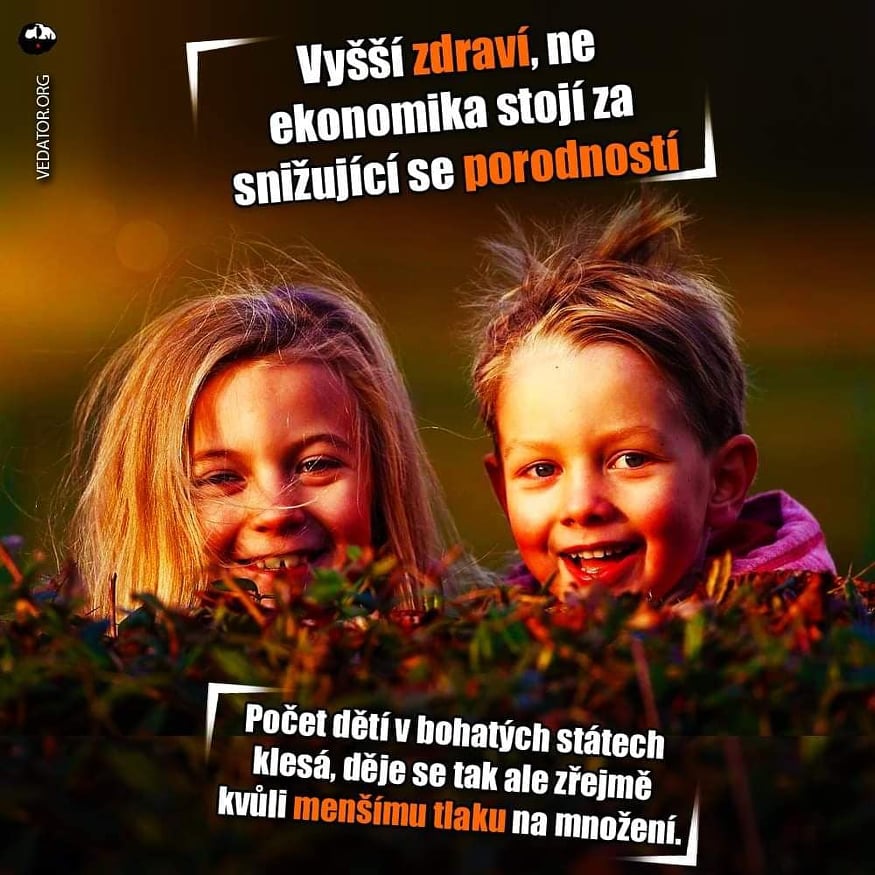 VEDATOR.ORG
Vyšší zdraví, ne
ekonomika stojí za
snižující se porodností
Počet dětí v bohatých státech
klesá, děje se tak ale zřejmě
kvůli menšímu tlaku na množení.